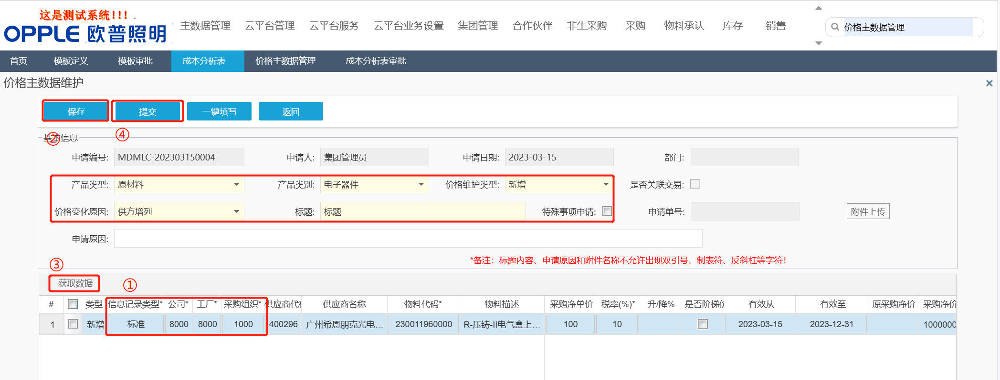 这是测试系统!!!
OPPLE 欧普照明
主数据管理 云平台管理 云平台服务 云平台业务设置 集团管理 合作伙伴 非生采购 采购 物料承认 库存 销售
价格主数据管理
首页 模板定义 模板审批 成本分析表 价格主数据管理 成本分析表审批
价格主数据维护
保存 提交 一键填写 返回
② ④
基本信息
申请编号: MDMLC-202303150004 申请人: 集团管理员 申请日期: 2023-03-15 部门:
产品类型: 原材料 产品类别: 电子器件 价格维护类型: 新增 是否关联交易:
价格变化原因: 供方增列 标题: 标题 特殊事项申请: 申请单号: 附件上传
申请原因:
*备注：标题内容、申请原因和附件名称不允许出现双引号、制表符、反斜杠等字符！
③
获取数据 ①
# 类型 信息记录类型* 公司* 工厂* 采购组织* 供应商代 供应商名称 物料代码* 物料描述 采购净单价 税率(%)* 升/降% 是否阶梯价 有效从 有效至 原采购净价 采购净价
1 新增 标准 8000 8000 1000 400296 广州希恩朋克光电... 230011960000 R-压铸-II电气盒上... 100 10 2023-03-15 2023-12-31 1000000